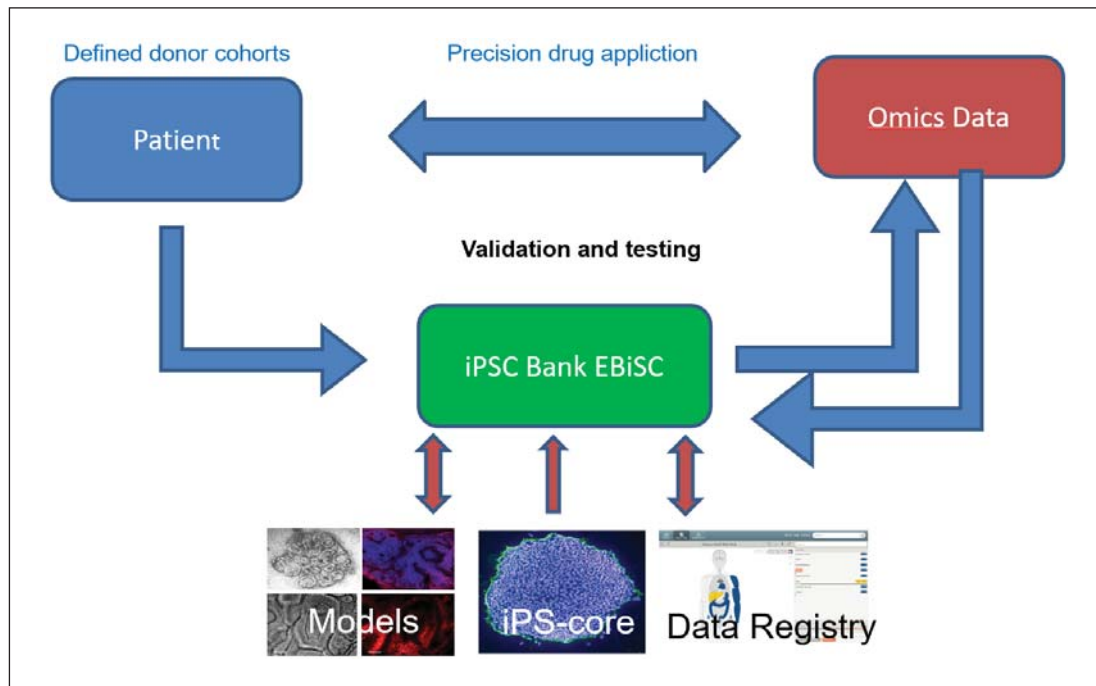 Defined donor cohorts
Precision drug appliction
Patient
Omics Data
Validation and testing
iPSC Bank EBiSC
Models
iPS-core
Data Registry